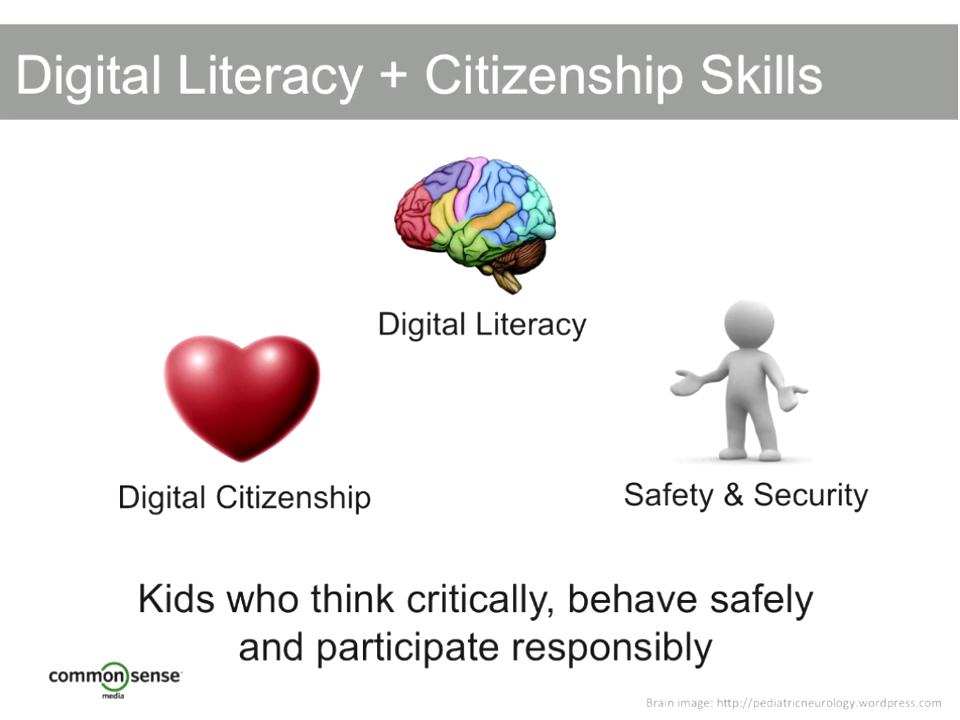 Digital Literacy + Citizenship Skills
Digital Literacy
Digital Citizenship
Safety & Security
Kids who think critically, behave safely
and participate responsibly
common sense
media
Brain image: http://pediatricneurology.wordpress.com